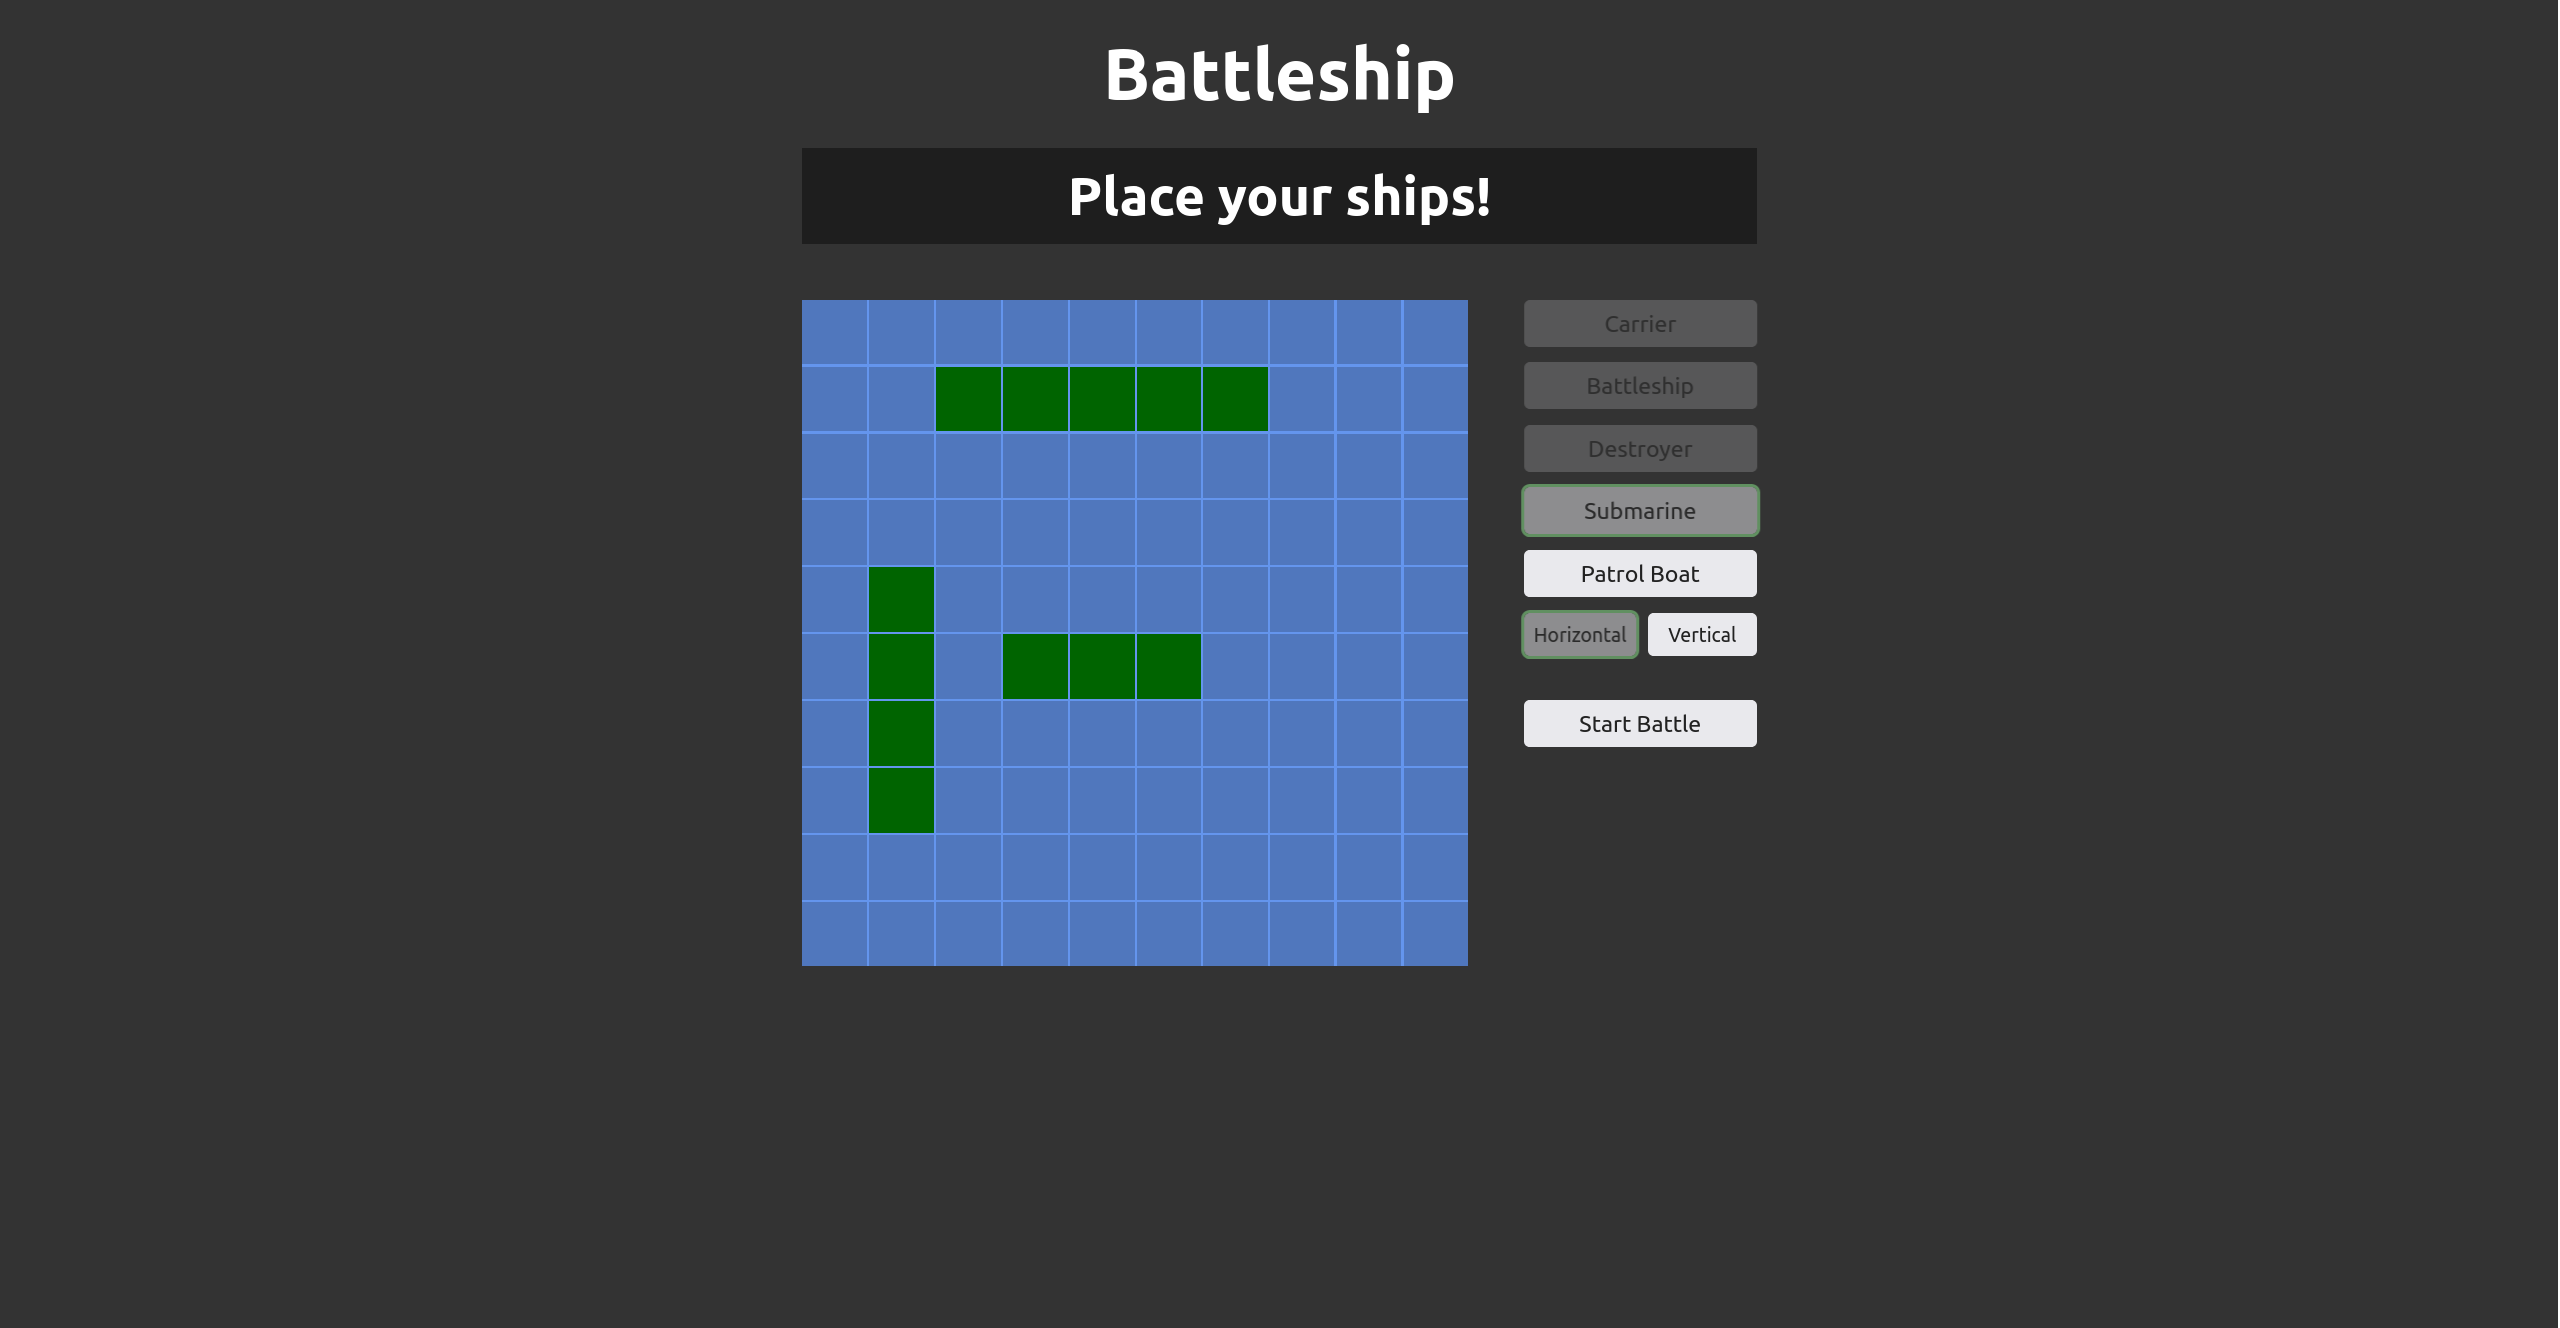 Battleship
Place your ships!
Carrier
Battleship
Destroyer
Submarine
Patrol Boat
Horizontal Vertical
Start Battle